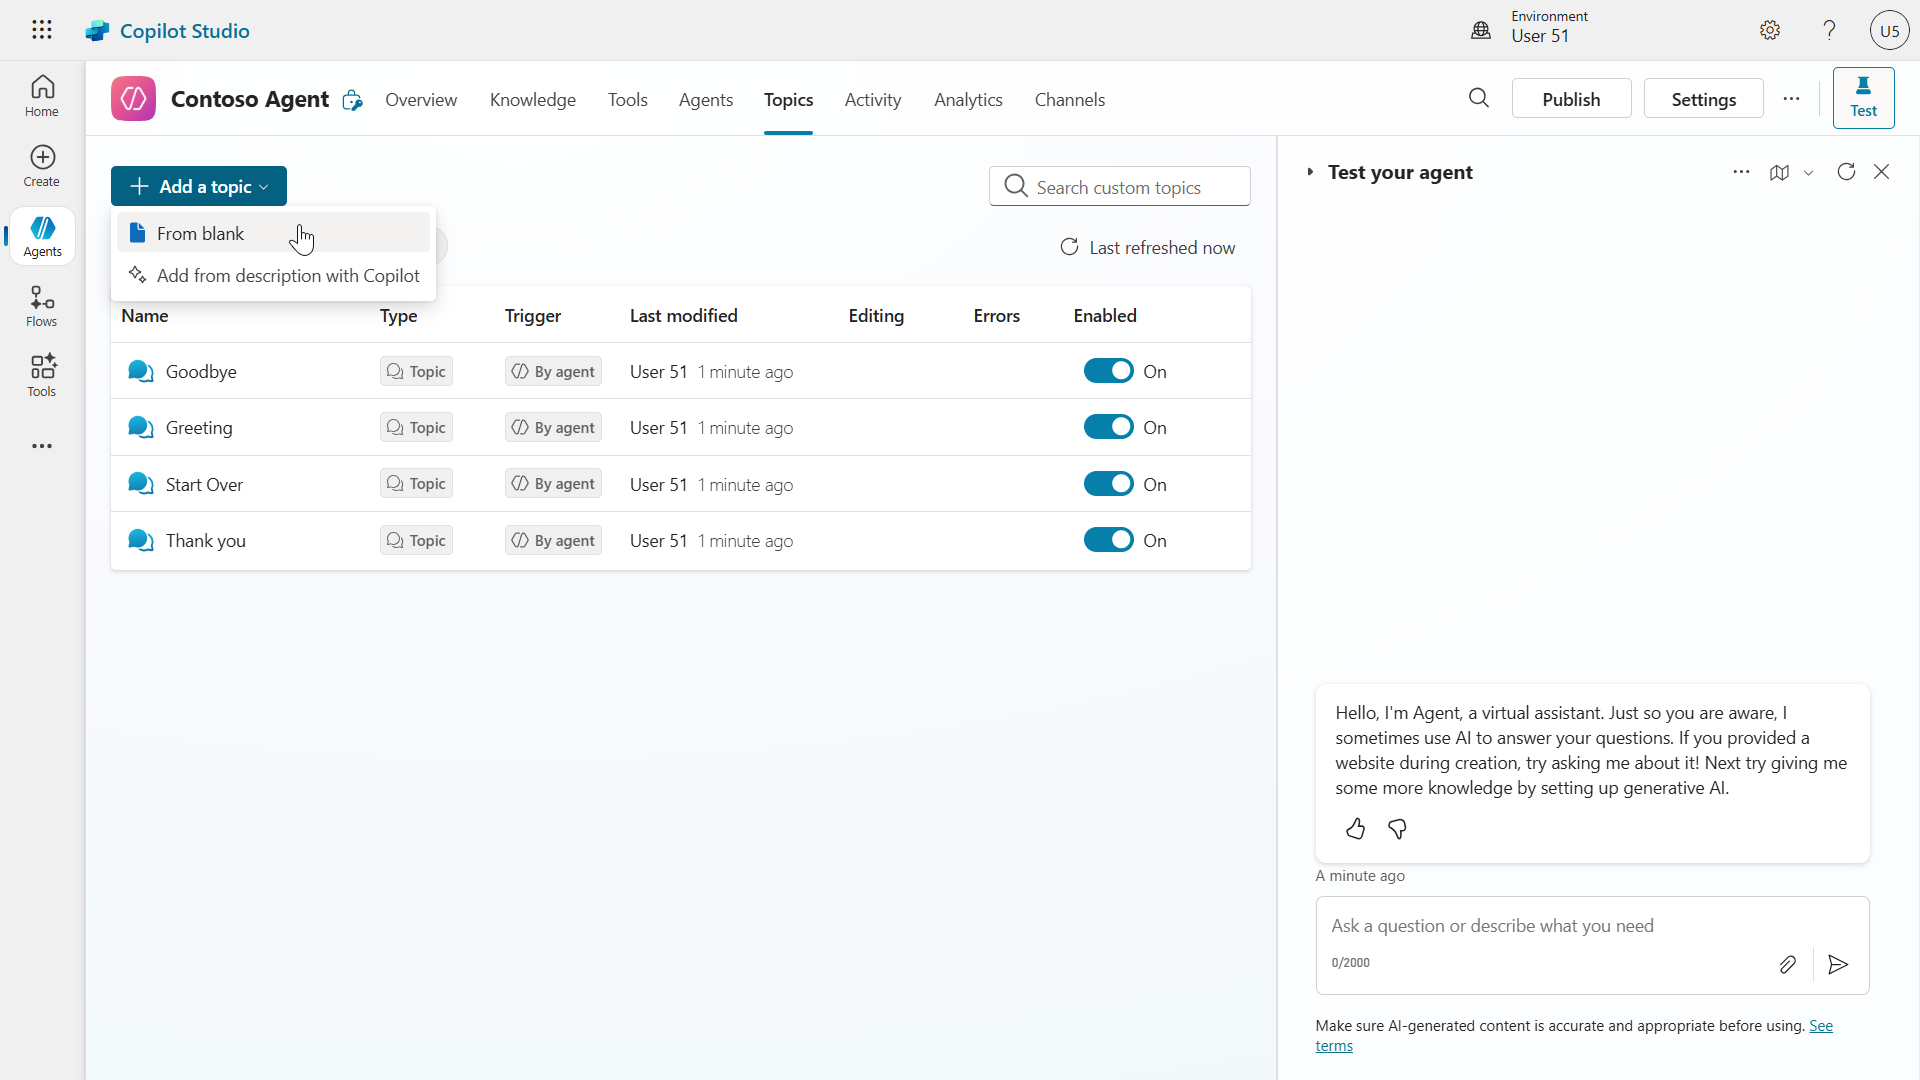 Copilot Studio
Environment
User 51
U5
Home
Create
Agents
Flows
Tools
Contoso Agent
Overview
Knowledge
Tools
Agents
Topics
Activity
Analytics
Channels
Publish
Settings
Test
Add a topic
From blank
Add from description with Copilot
Search custom topics
Last refreshed now
Name Type Trigger Last modified Editing Errors Enabled
Goodbye Topic By agent User 51 1 minute ago On
Greeting Topic By agent User 51 1 minute ago On
Start Over Topic By agent User 51 1 minute ago On
Thank you Topic By agent User 51 1 minute ago On
Test your agent
Hello, I'm Agent, a virtual assistant. Just so you are aware, I
sometimes use AI to answer your questions. If you provided a
website during creation, try asking me about it! Next try giving me
some more knowledge by setting up generative AI.
A minute ago
Ask a question or describe what you need
0/2000
Make sure AI-generated content is accurate and appropriate before using. See
terms